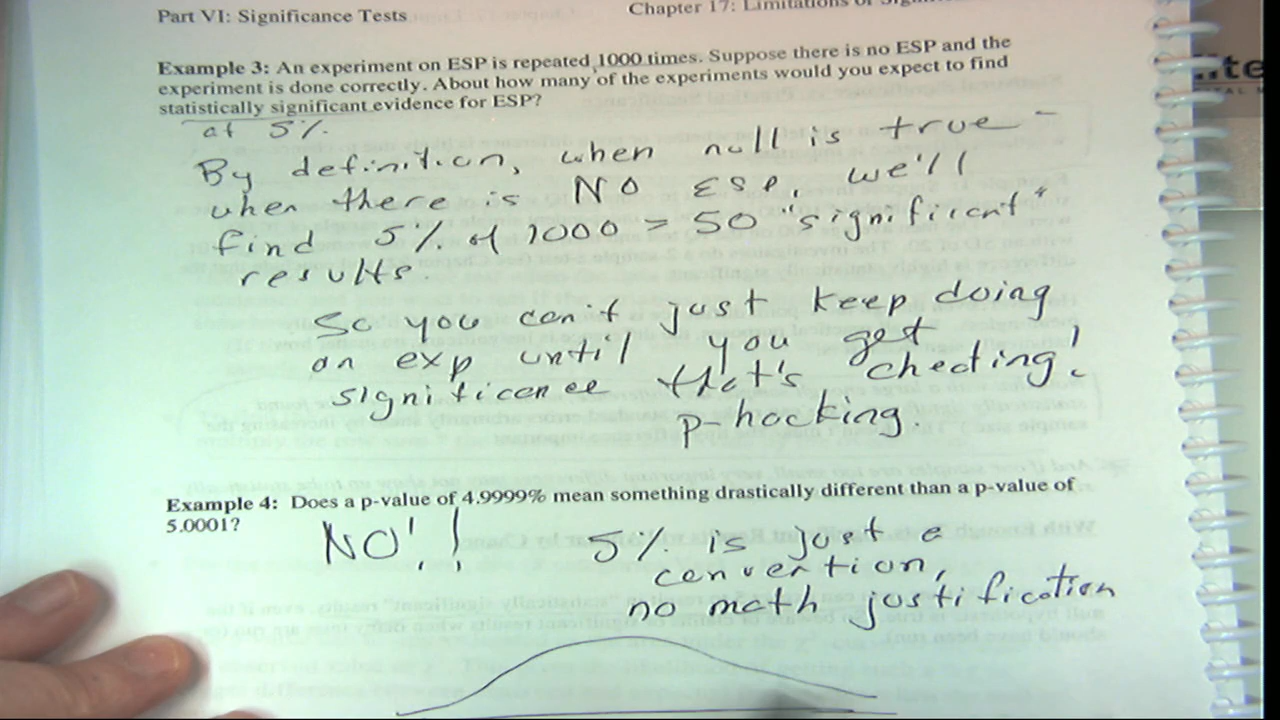 Part VI: Significance Tests
Chapter 17: Limitations of
Example 3: An experiment on ESP is repeated 1000 times. Suppose there is no ESP and the
experiment is done correctly. About how many of the experiments would you expect to find
statistically significant evidence for ESP?
at 5%.
By definition, when null is true -
when there is NO ESP, we'll
find 5% of 1000 = 50 "significant"
results.
So you can't just keep doing
an exp until you get
significance that's cheating!
p-hacking.
Example 4: Does a p-value of 4.9999% mean something drastically different than a p-value of
5.0001?
NO!!
5% is just a
convention,
no math justification